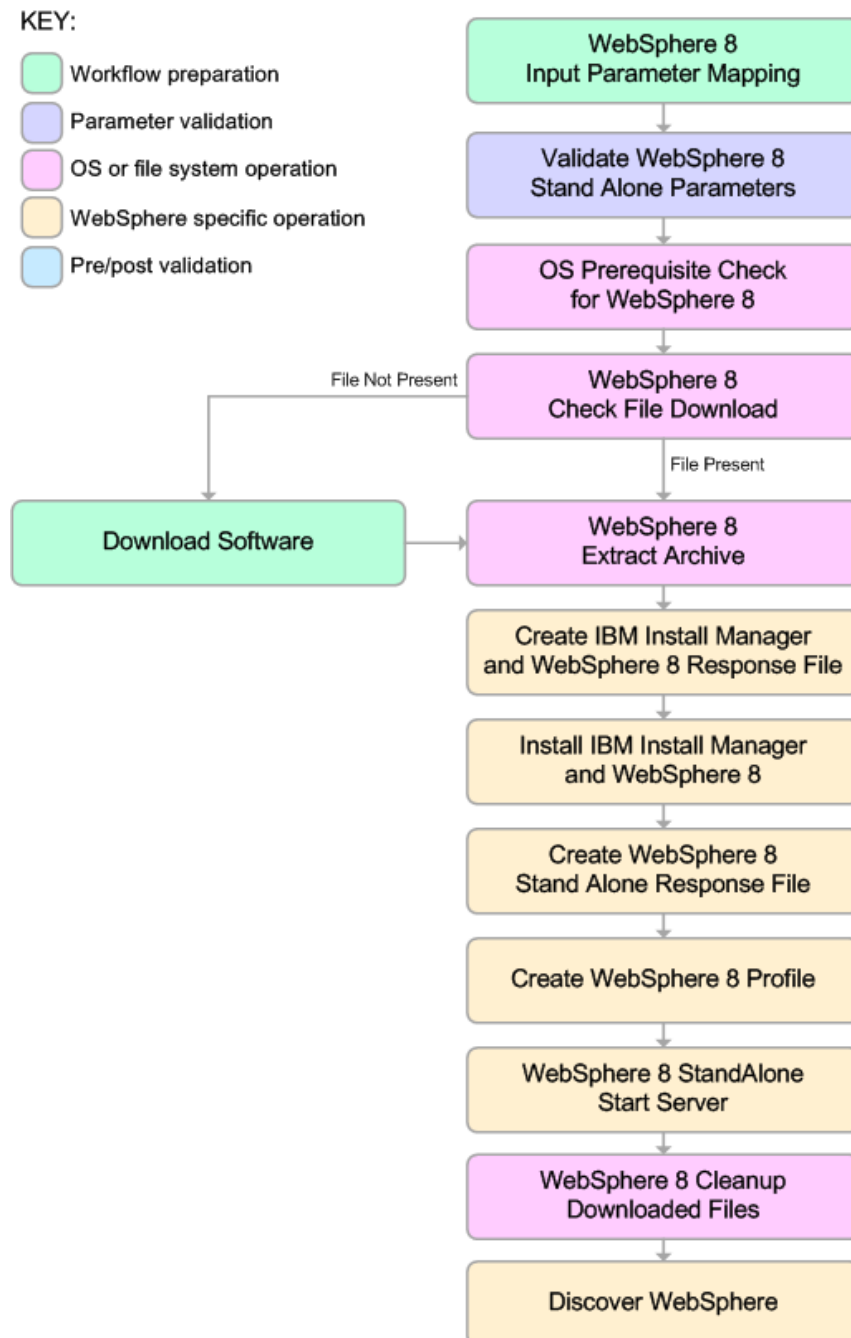 KEY:
Workflow preparation
Parameter validation
OS or file system operation
WebSphere specific operation
Pre/post validation
WebSphere 8
Input Parameter Mapping
Validate WebSphere 8
Stand Alone Parameters
OS Prerequisite Check
for WebSphere 8
WebSphere 8
Check File Download
File Not Present
File Present
Download Software
WebSphere 8
Extract Archive
Create IBM Install Manager
and WebSphere 8 Response File
Install IBM Install Manager
and WebSphere 8
Create WebSphere 8
Stand Alone Response File
Create WebSphere 8 Profile
WebSphere 8 StandAlone
Start Server
WebSphere 8 Cleanup
Downloaded Files
Discover WebSphere